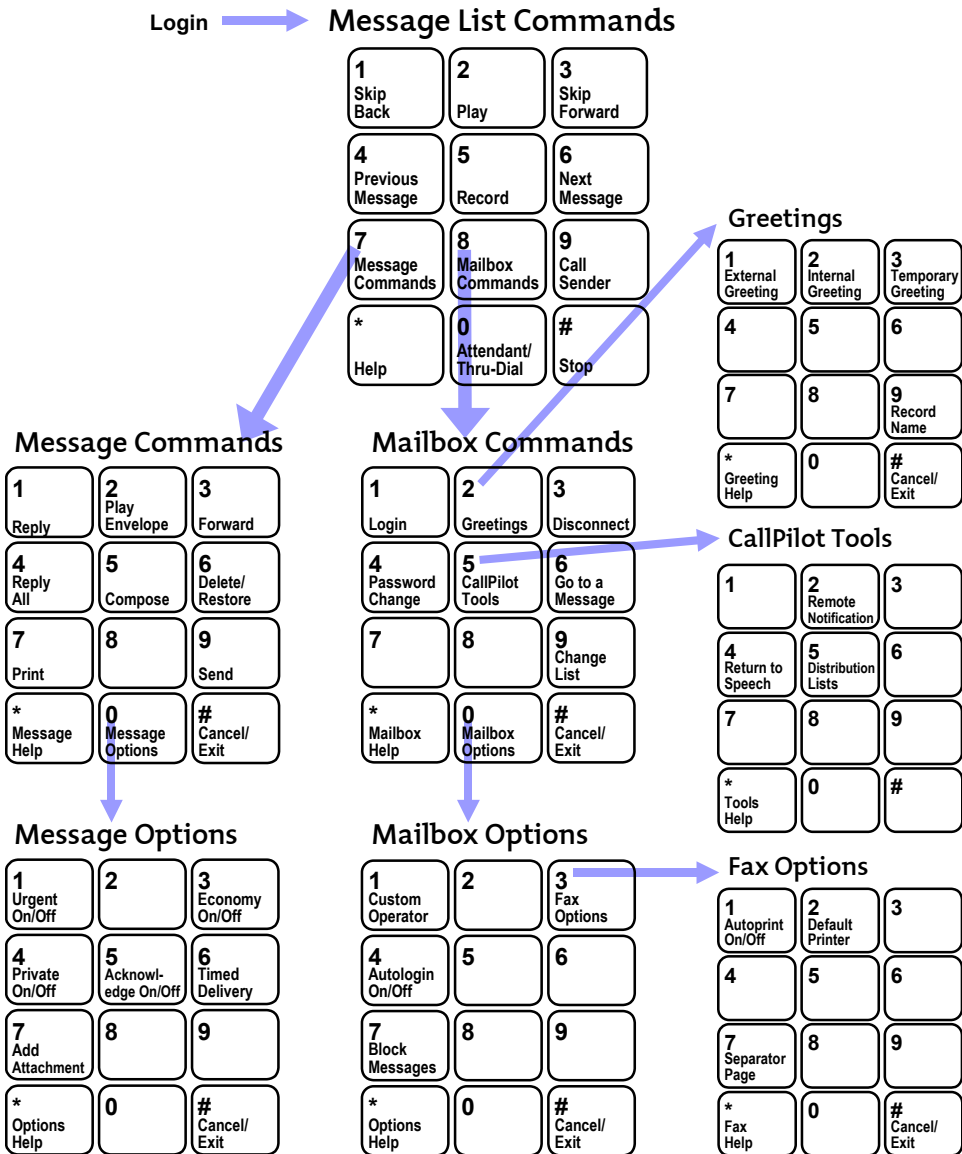 Login
Message List Commands
1
Skip
Back
2
Play
3
Skip
Forward
4
Previous
Message
5
Record
6
Next
Message
7
Message
Commands
8
Mailbox
Commands
9
Call
Sender
*
Help
0
Attendant/
Thru-Dial
#
Stop
Greetings
1
External
Greeting
2
Internal
Greeting
3
Temporary
Greeting
4
5
6
7
8
9
Record
Name
*
Greeting
Help
0
#
Cancel/
Exit
Message Commands
1
Reply
2
Play
Envelope
3
Forward
4
Reply
All
5
Compose
6
Delete/
Restore
7
Print
8
9
Send
*
Message
Help
0
Message
Options
#
Cancel/
Exit
Mailbox Commands
1
Login
2
Greetings
3
Disconnect
4
Password
Change
5
CallPilot
Tools
6
Go to a
Message
7
8
9
Change
List
*
Mailbox
Help
0
Mailbox
Options
#
Cancel/
Exit
CallPilot Tools
1
2
Remote
Notification
3
4
Return to
Speech
5
Distribution
Lists
6
7
8
9
*
Tools
Help
0
#
Message Options
1
Urgent
On/Off
2
3
Economy
On/Off
4
Private
On/Off
5
Acknowl-
edge On/Off
6
Timed
Delivery
7
Add
Attachment
8
9
*
Options
Help
0
#
Cancel/
Exit
Mailbox Options
1
Custom
Operator
2
3
Fax
Options
4
Autologin
On/Off
5
6
7
Block
Messages
8
9
*
Options
Help
0
#
Cancel/
Exit
Fax Options
1
Autoprint
On/Off
2
Default
Printer
3
4
5
6
7
Separator
Page
8
9
*
Fax
Help
0
#
Cancel/
Exit